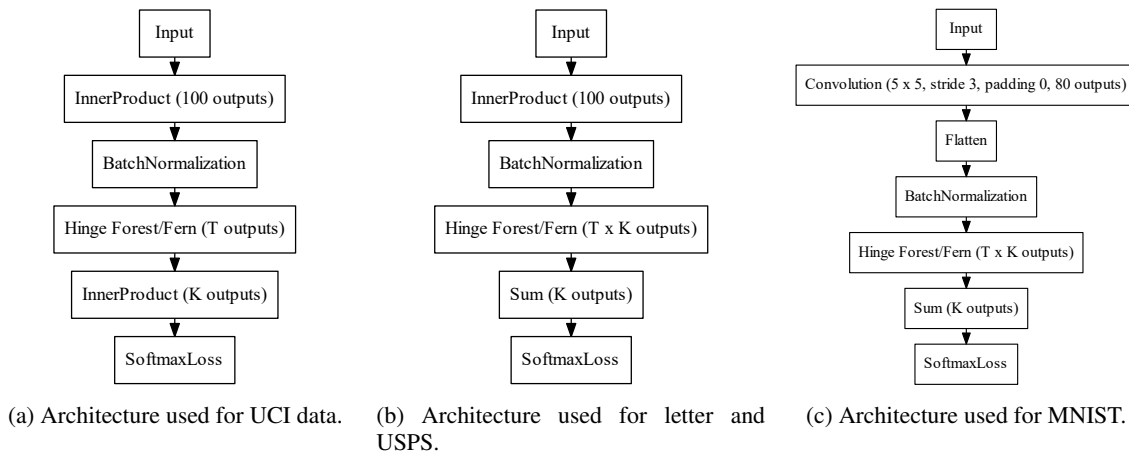 Input
InnerProduct (100 outputs)
BatchNormalization
Hinge Forest/Fern (T outputs)
InnerProduct (K outputs)
SoftmaxLoss
(a) Architecture used for UCI data.
Input
InnerProduct (100 outputs)
BatchNormalization
Hinge Forest/Fern (T x K outputs)
Sum (K outputs)
SoftmaxLoss
(b) Architecture used for letter and
USPS.
Input
Convolution (5 x 5, stride 3, padding 0, 80 outputs)
Flatten
BatchNormalization
Hinge Forest/Fern (T x K outputs)
Sum (K outputs)
SoftmaxLoss
(c) Architecture used for MNIST.